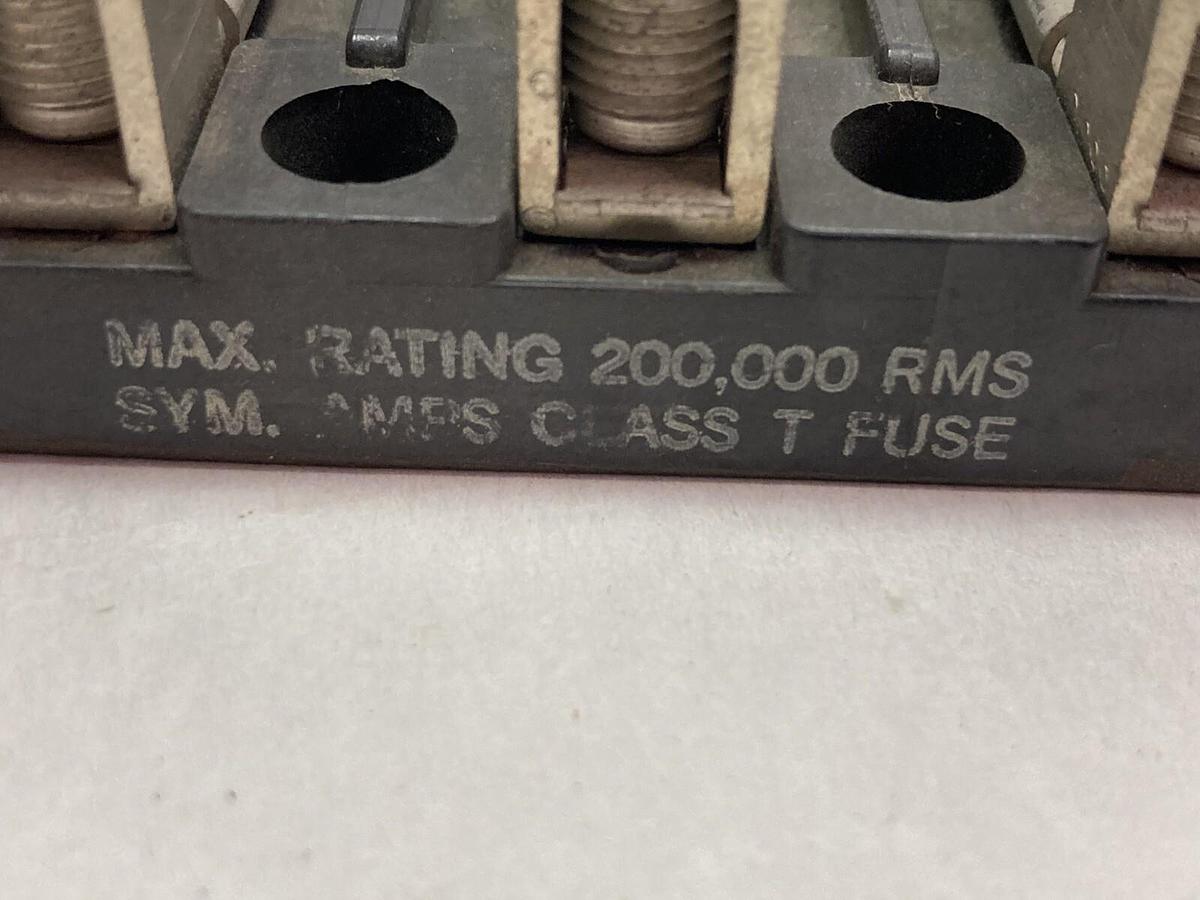 MAX. RATING 200,000 RMS
SYM. AMPS CLASS T FUSE